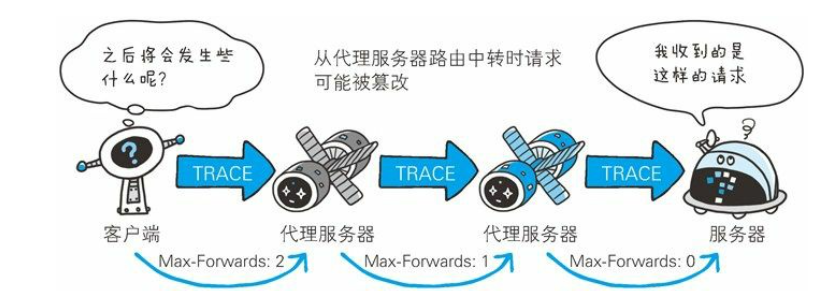 之后将会发生些
什么呢?
从代理服务器路由中转时请求
可能被篡改
我收到的是
这样的请求
?
TRACE
TRACE
TRACE
客户端
代理服务器
代理服务器
服务器
Max-Forwards: 2
Max-Forwards: 1
Max-Forwards: 0